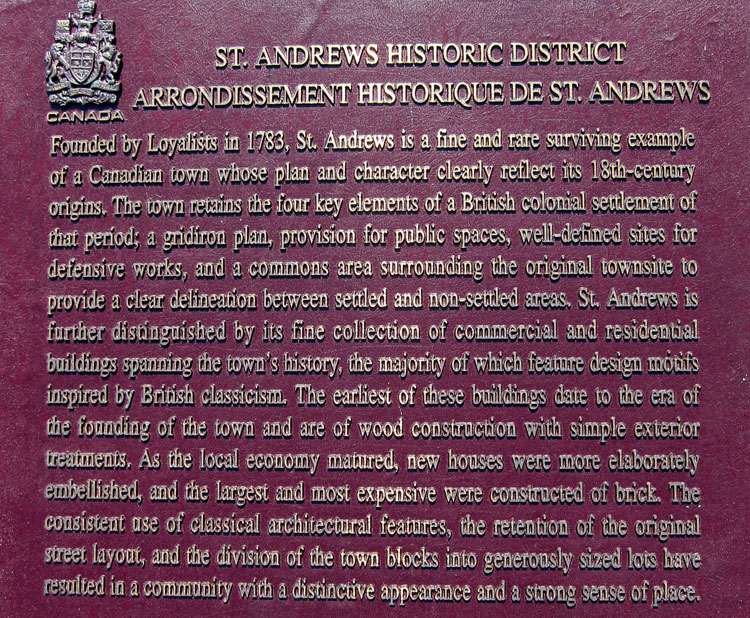 ST. ANDREWS HISTORIC DISTRICT
ARRONDISSEMENT HISTORIQUE DE ST. ANDREWS
CANADA
Founded by Loyalists in 1783, St. Andrews is a fine and rare surviving example
of a Canadian town whose plan and character clearly reflect its 18th-century
origins. The town retains the four key elements of a British colonial settlement of
that period; a gridiron plan, provision for public spaces, well-defined sites for
defensive works, and a commons area surrounding the original townsite to
provide a clear delineation between settled and non-settled areas. St. Andrews is
further distinguished by its fine collection of commercial and residential
buildings spanning the town's history, the majority of which feature design motifs
inspired by British classicism. The earliest of these buildings date to the era of
the founding of the town and are of wood construction with simple exterior
treatments. As the local economy matured, new houses were more elaborately
embellished, and the largest and most expensive were constructed of brick. The
consistent use of classical architectural features, the retention of the original
street layout, and the division of the town blocks into generously sized lots have
resulted in a community with a distinctive appearance and a strong sense of place.